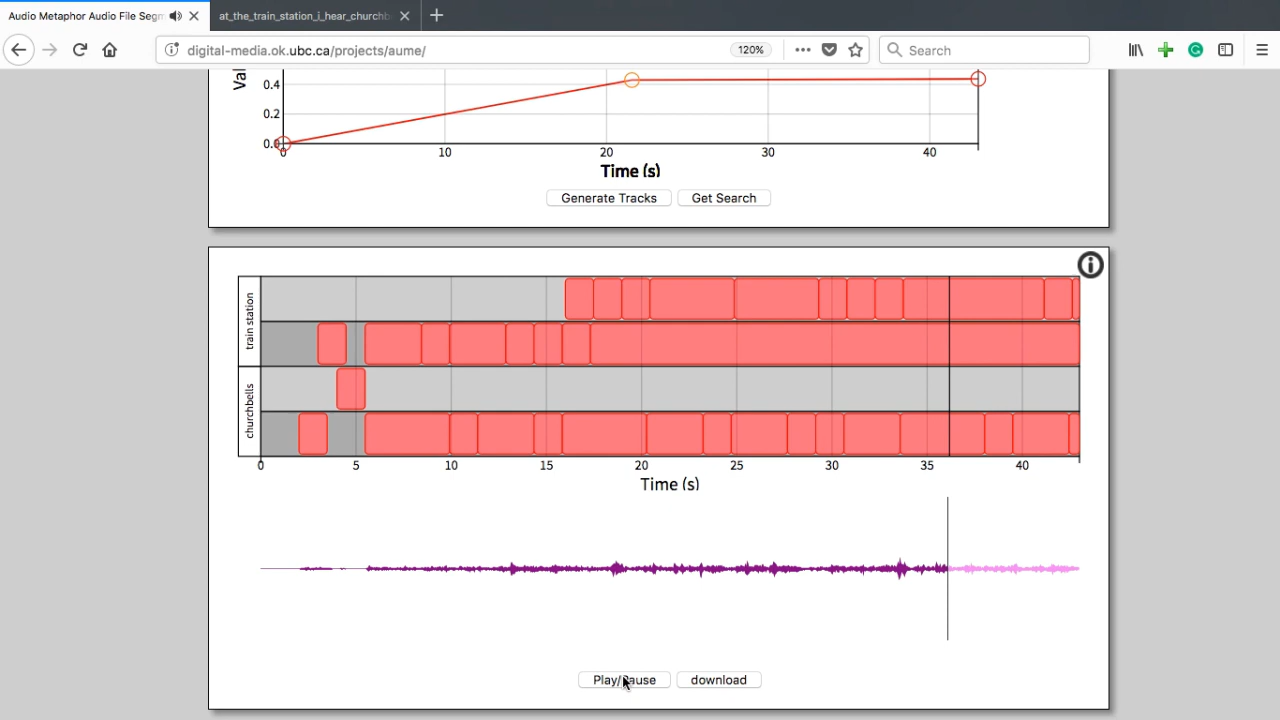 Audio Metaphor Audio File Segm
at_the_train_station_i_hear_churchb
digital-media.ok.ubc.ca/projects/aume/
120%
Search
Val
0.4
0.2
0.0
0 10 20 30 40
Time (s)
Generate Tracks Get Search
train station
churchbells
0 5 10 15 20 25 30 35 40
Time (s)
Play/Pause download